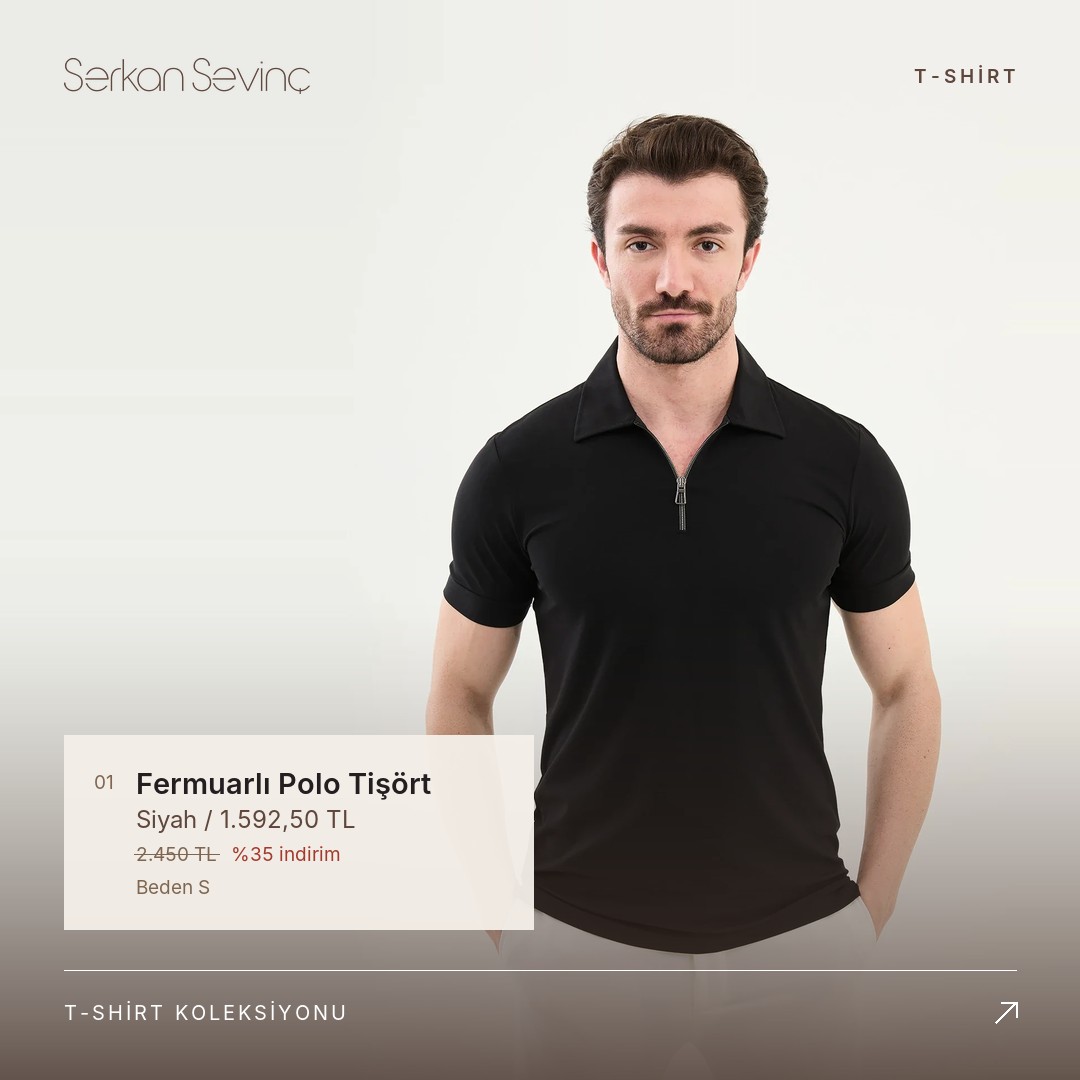 Serkan Sevinç
T-SHİRT
01 Fermuarlı Polo Tişört
Siyah / 1.592,50 TL
2.450 TL %35 indirim
Beden S
T-SHİRT KOLEKSİYONU